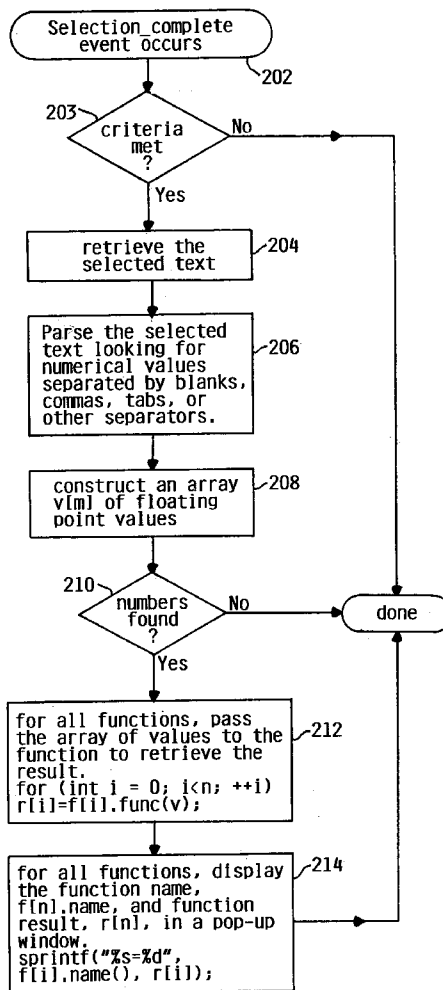 Selection_complete
event occurs
202
203
criteria
met
?
No
Yes
retrieve the
selected text
204
Parse the selected
text looking for
numerical values
separated by blanks,
commas, tabs, or
other separators.
206
construct an array
v[m] of floating
point values
208
210
numbers
found
?
No
done
Yes
for all functions, pass
the array of values to the
function to retrieve the
result.
for (int i = 0; i<n; ++i)
r[i]=f[i].func(v);
212
for all functions, display
the function name,
f[n].name, and function
result, r[n], in a pop-up
window.
sprintf("%s=%d",
f[i].name(), r[i]);
214